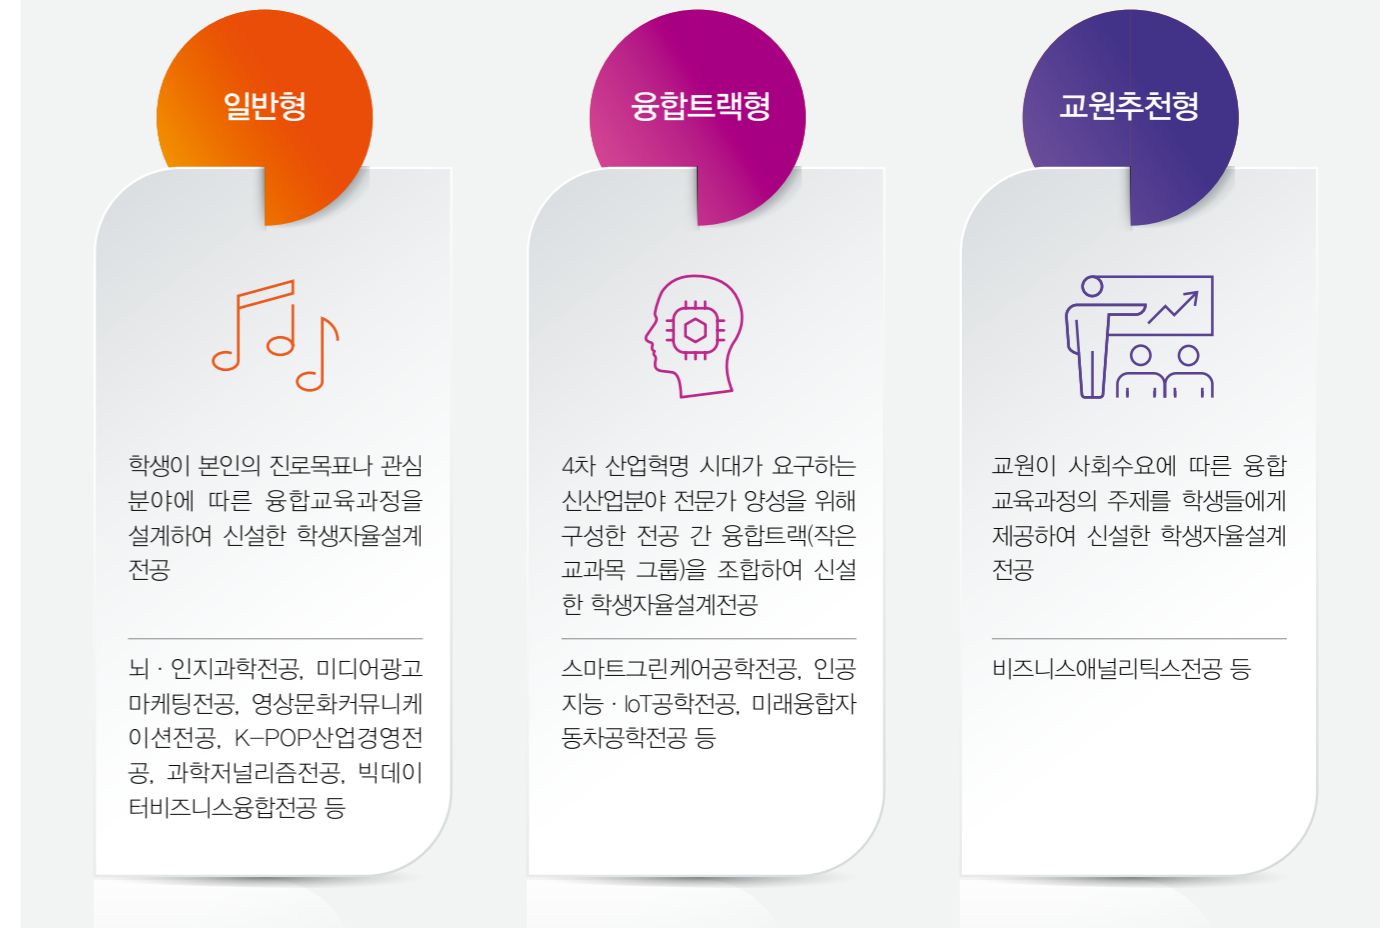 일반형
학생이 본인의 진로목표나 관심
분야에 따른 융합교육과정을
설계하여 신설한 학생자율설계
전공
뇌 · 인지과학전공, 미디어광고
마케팅전공, 영상문화커뮤니케
이션전공, K-POP산업경영전
공, 과학저널리즘전공, 빅데이
터비즈니스융합전공 등
융합트랙형
4차 산업혁명 시대가 요구하는
신산업분야 전문가 양성을 위해
구성한 전공 간 융합트랙(작은
교과목 그룹)을 조합하여 신설
한 학생자율설계전공
스마트그린케어공학전공, 인공
지능 · IoT공학전공, 미래융합자
동차공학전공 등
교원추천형
교원이 사회수요에 따른 융합
교육과정의 주제를 학생들에게
제공하여 신설한 학생자율설계
전공
비즈니스애널리틱스전공 등